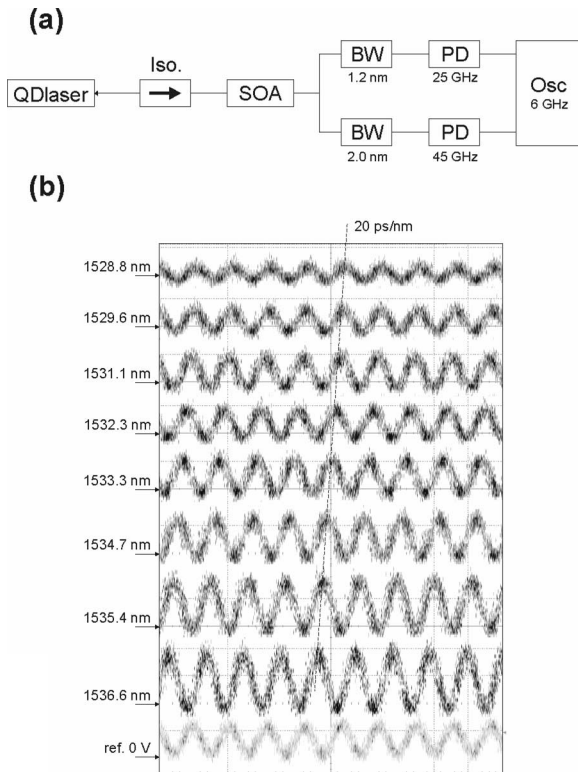 (a)
QDlaser
Iso.
SOA
BW
1.2 nm
PD
25 GHz
BW
2.0 nm
PD
45 GHz
Osc
6 GHz
(b)
20 ps/nm
1528.8 nm
1529.6 nm
1531.1 nm
1532.3 nm
1533.3 nm
1534.7 nm
1535.4 nm
1536.6 nm
ref. 0 V